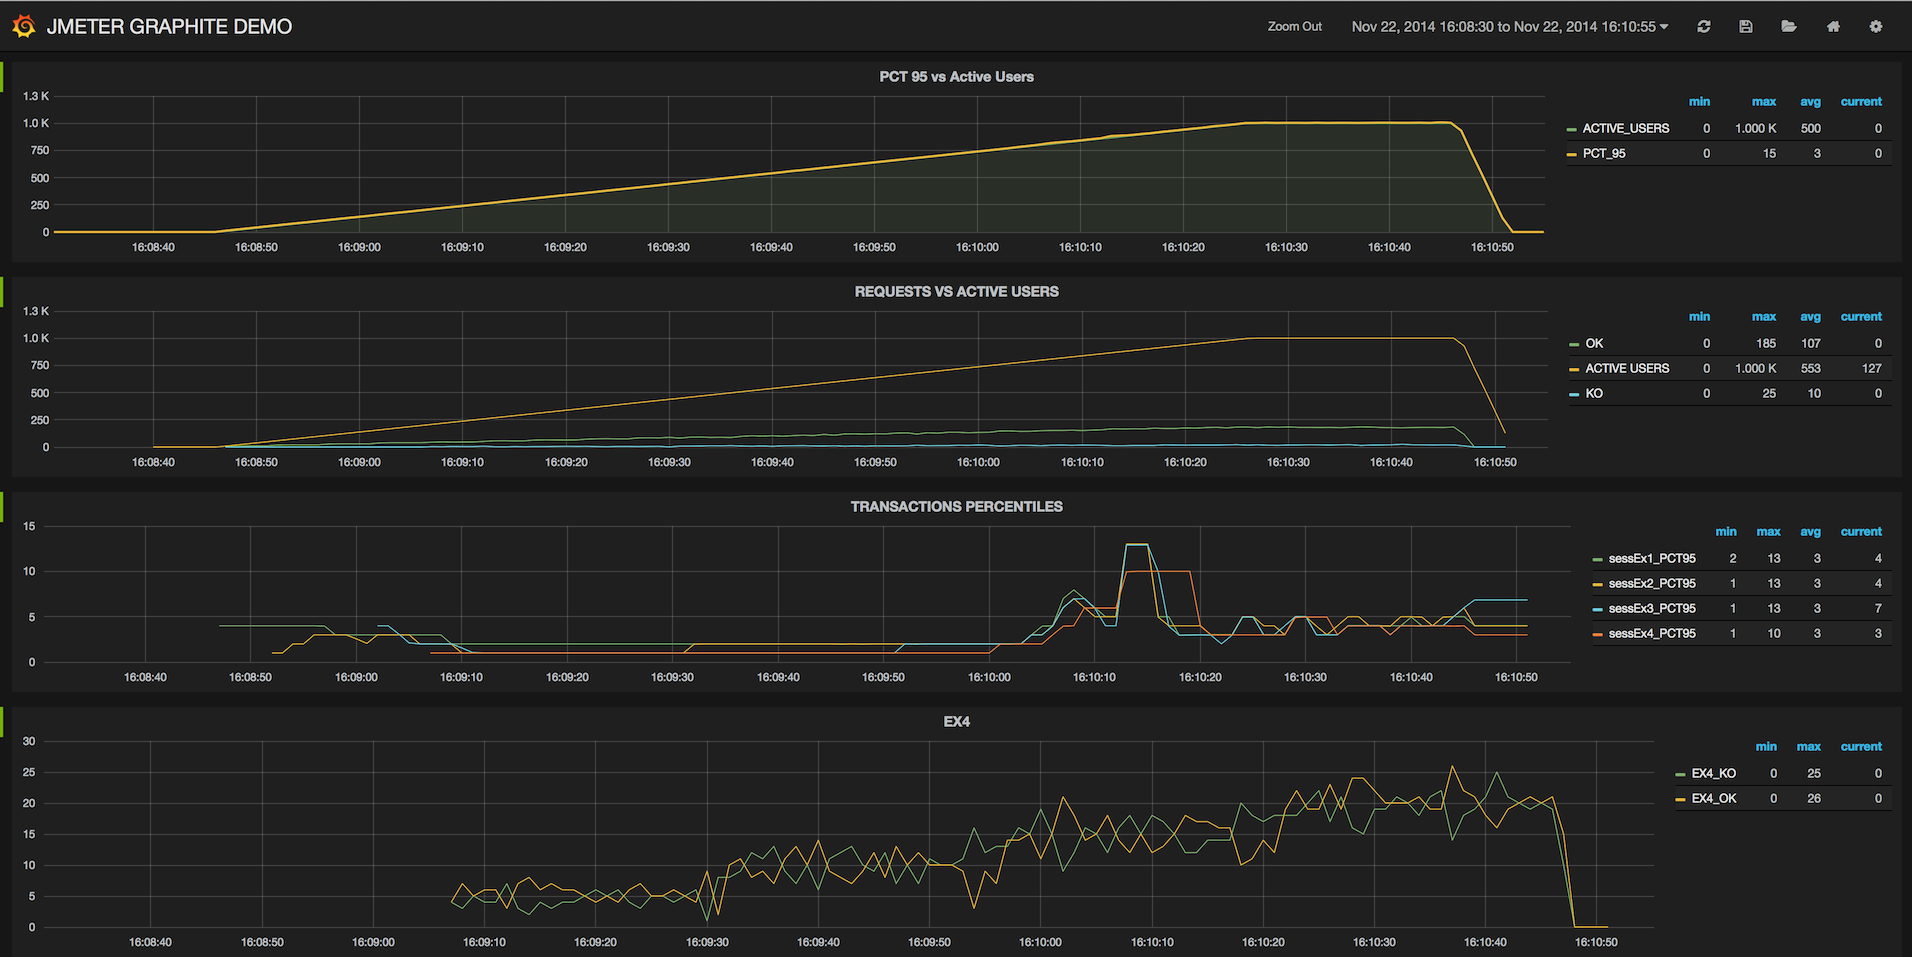 JMETER GRAPHITE DEMO
Zoom Out Nov 22, 2014 16:08:30 to Nov 22, 2014 16:10:55
PCT 95 vs Active Users
1.3 K
1.0 K
750
500
250
0
16:08:40 16:08:50 16:09:00 16:09:10 16:09:20 16:09:30 16:09:40 16:09:50 16:10:00 16:10:10 16:10:20 16:10:30 16:10:40 16:10:50
min max avg current
ACTIVE_USERS 0 1.000 K 500 0
PCT_95 0 15 3 0
REQUESTS VS ACTIVE USERS
1.3 K
1.0 K
750
500
250
0
16:08:40 16:08:50 16:09:00 16:09:10 16:09:20 16:09:30 16:09:40 16:09:50 16:10:00 16:10:10 16:10:20 16:10:30 16:10:40 16:10:50
min max avg current
OK 0 185 107 0
ACTIVE USERS 0 1.000 K 553 127
KO 0 25 10 0
TRANSACTIONS PERCENTILES
15
10
5
0
16:08:40 16:08:50 16:09:00 16:09:10 16:09:20 16:09:30 16:09:40 16:09:50 16:10:00 16:10:10 16:10:20 16:10:30 16:10:40 16:10:50
min max avg current
sessEx1_PCT95 2 13 3 4
sessEx2_PCT95 1 13 3 4
sessEx3_PCT95 1 13 3 7
sessEx4_PCT95 1 10 3 3
EX4
30
25
20
15
10
5
0
16:08:40 16:08:50 16:09:00 16:09:10 16:09:20 16:09:30 16:09:40 16:09:50 16:10:00 16:10:10 16:10:20 16:10:30 16:10:40 16:10:50
min max current
EX4_KO 0 25 0
EX4_OK 0 26 0